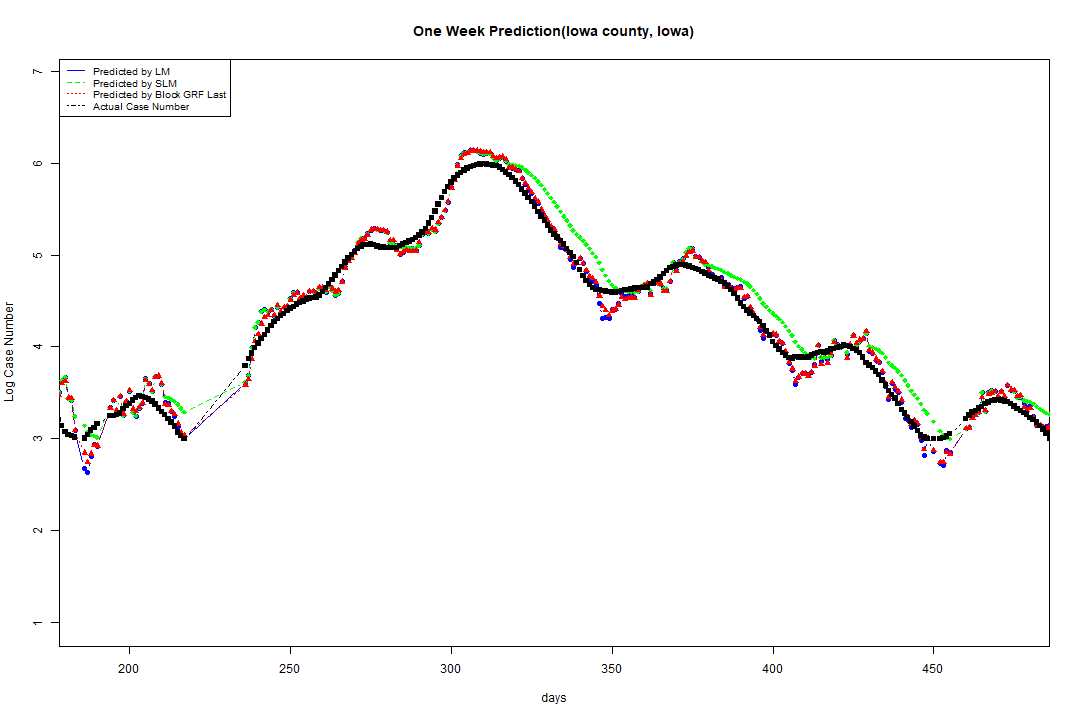 One Week Prediction(Iowa county, Iowa)
Predicted by LM
Predicted by SLM
Predicted by Block GRF Last
Actual Case Number
7
6
5
4
3
2
1
Log Case Number
200 250 300 350 400 450
days